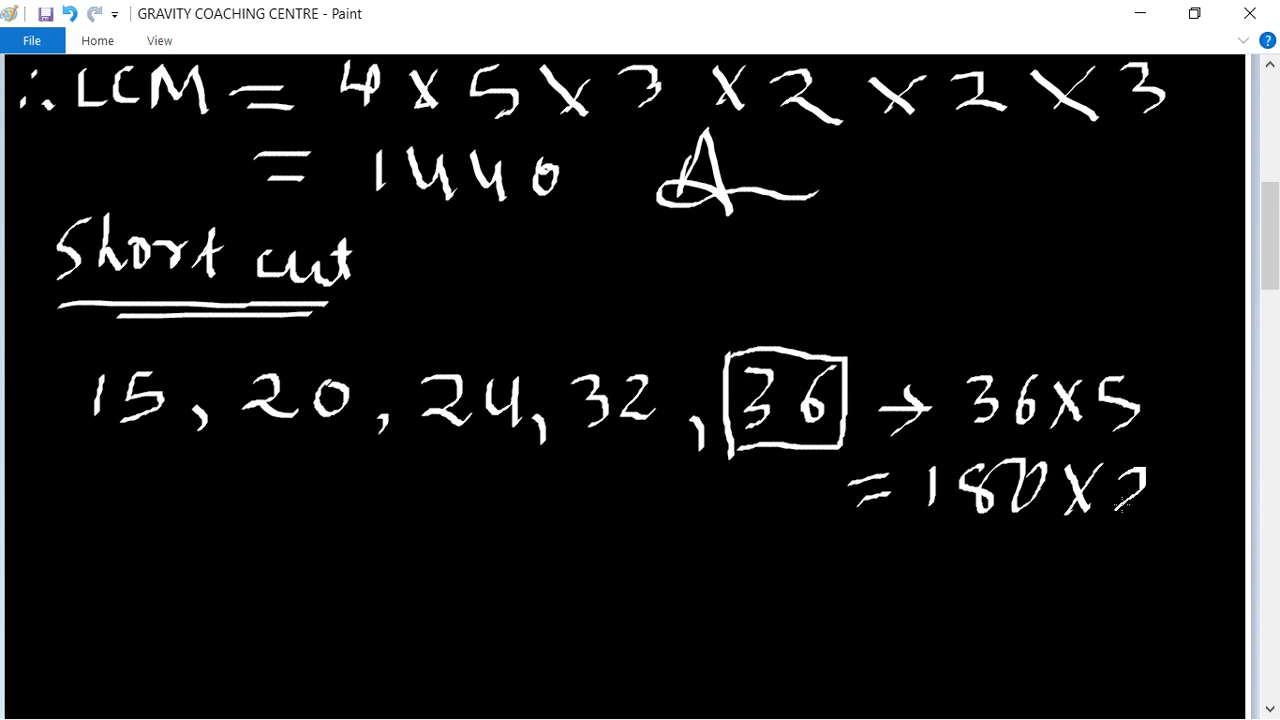 GRAVITY COACHING CENTRE - Paint
File Home View
∴ LCM = 4 × 5 × 3 × 2 × 2 × 3
= 1440 A
Short cut
15, 20, 24, 32, 36 → 36×5
= 180×2